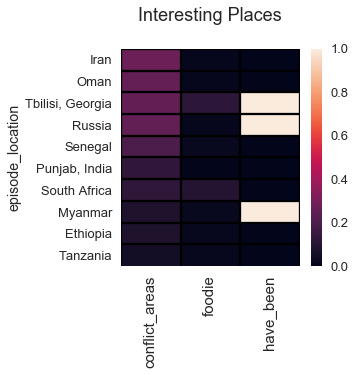 Interesting Places
episode_location
Iran
Oman
Tbilisi, Georgia
Russia
Senegal
Punjab, India
South Africa
Myanmar
Ethiopia
Tanzania
conflict_areas
foodie
have_been
1.0
0.8
0.6
0.4
0.2
0.0